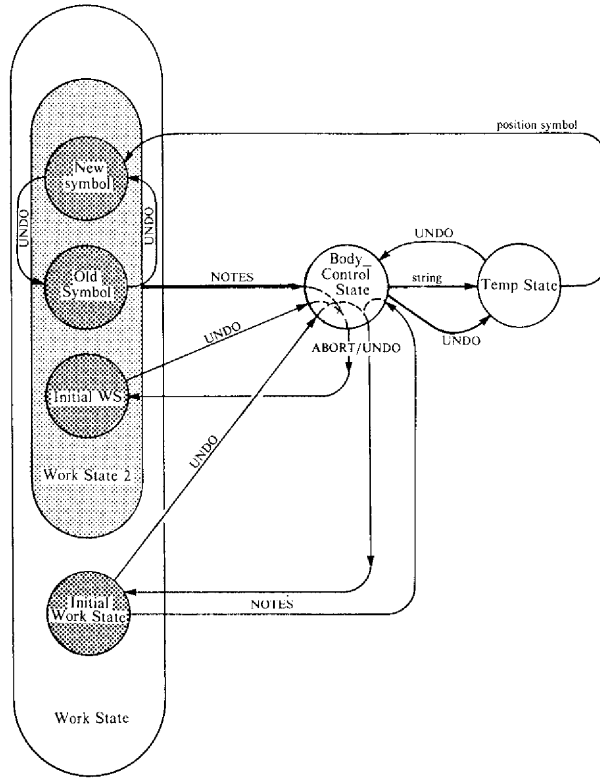 position symbol
New
symbol
UNDO
UNDO
UNDO
Old
Symbol
NOTES
Body
Control
State
string
Temp State
UNDO
UNDO
ABORT/UNDO
Initial WS
UNDO
Work State 2
Initial
Work State
NOTES
Work State